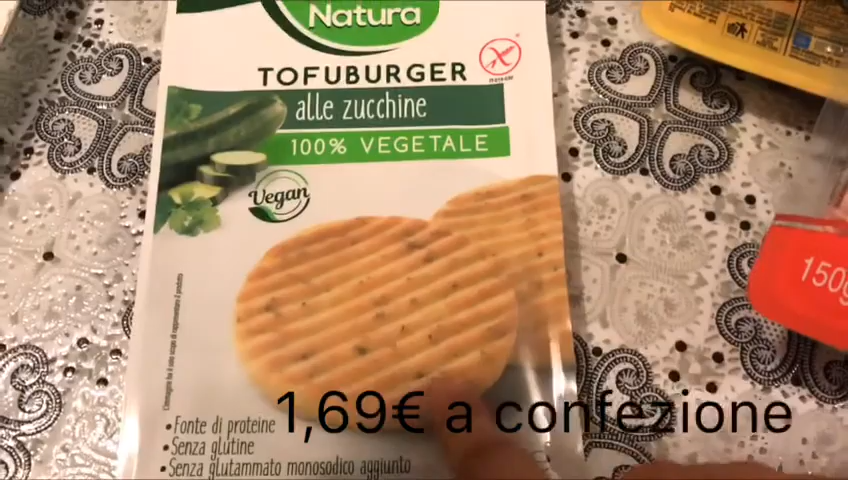 Natura
TOFUBURGER
alle zucchine
100% VEGETALE
Vegan
150g
1,69€ a confezione
• Fonte di proteine
• Senza glutine
• Senza glutammato monosodico aggiunto